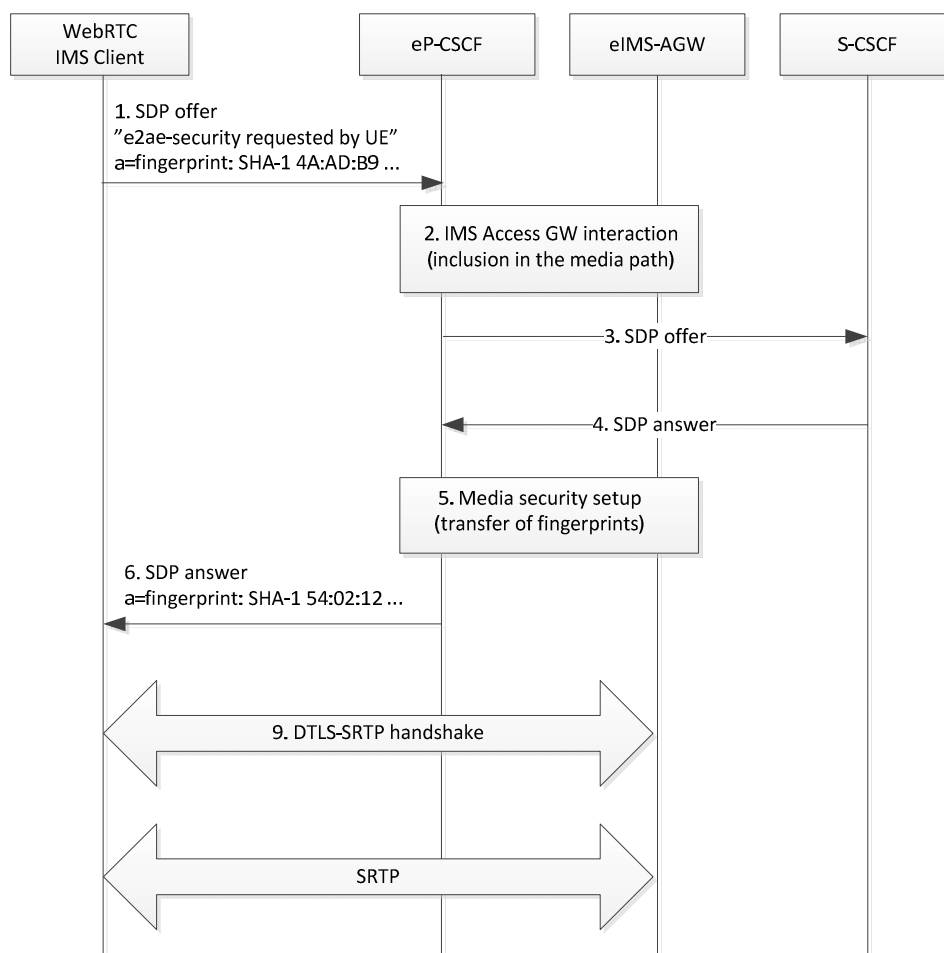 WebRTC
IMS Client
eP-CSCF
eIMS-AGW
S-CSCF
1. SDP offer
”e2ae-security requested by UE”
a=fingerprint: SHA-1 4A:AD:B9 ...
2. IMS Access GW interaction
(inclusion in the media path)
3. SDP offer
4. SDP answer
5. Media security setup
(transfer of fingerprints)
6. SDP answer
a=fingerprint: SHA-1 54:02:12 ...
9. DTLS-SRTP handshake
SRTP